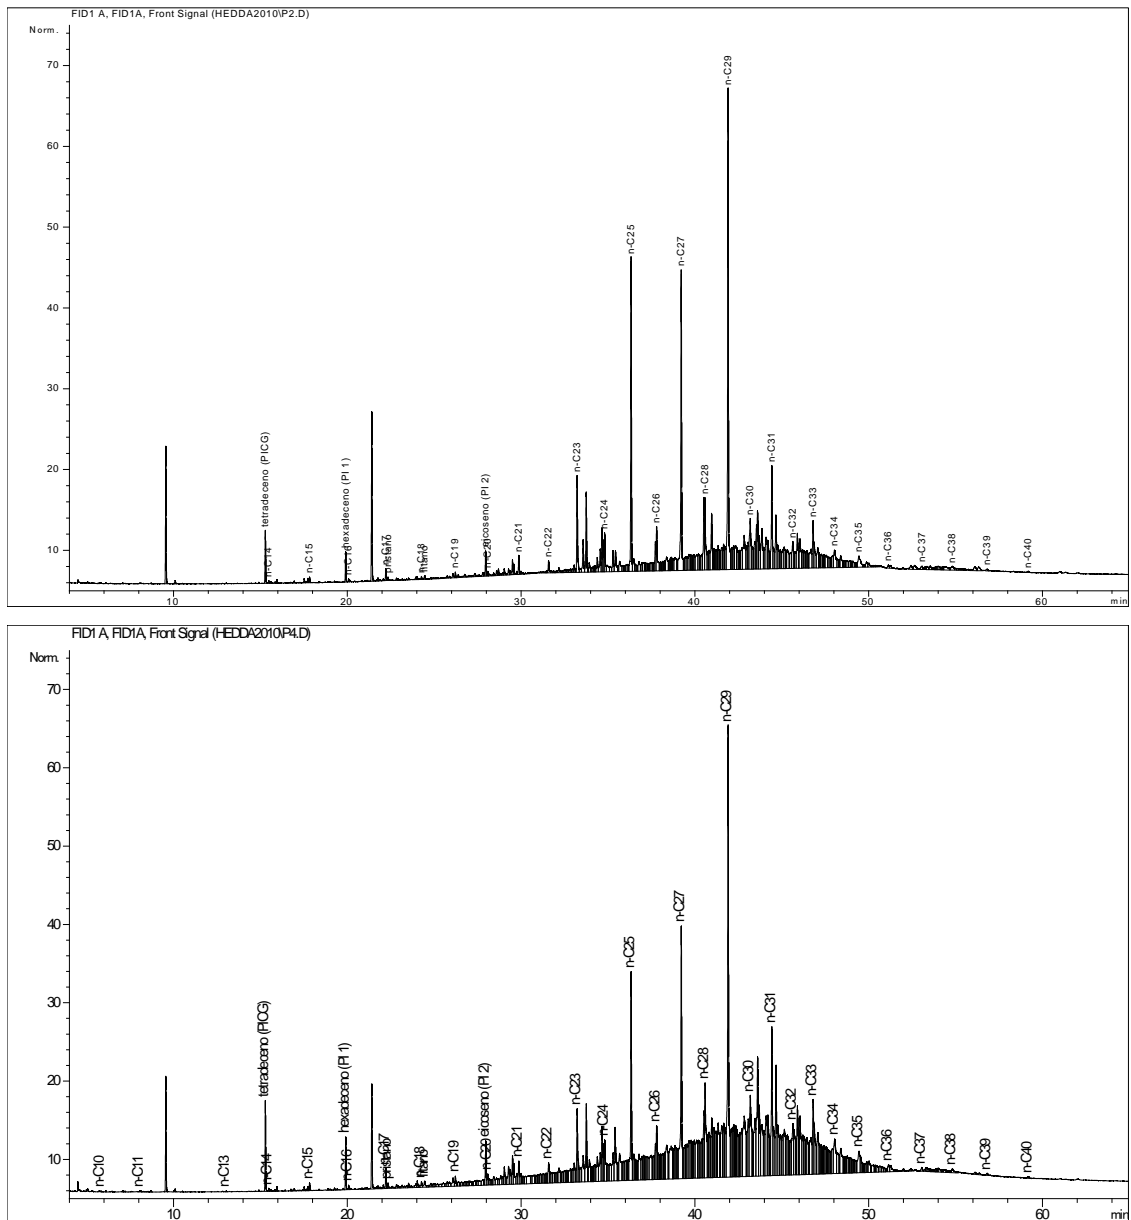 FID1 A, FID1A, Front Signal (HEDDA2010\P2.D)
Norm.
70
60
50
40
30
20
10
tetradeceno (PICG)
n-C14
n-C15
hexadeceno (PI 1)
n-C16
n-C17
pristano
n-C18
fitano
n-C19
eicoseno (PI 2)
n-C20
n-C21
n-C22
n-C23
n-C24
n-C25
n-C26
n-C27
n-C28
n-C29
n-C30
n-C31
n-C32
n-C33
n-C34
n-C35
n-C36
n-C37
n-C38
n-C39
n-C40
10 20 30 40 50 60 min
FID1 A, FID1A, Front Signal (HEDDA2010\P4.D)
Norm.
70
60
50
40
30
20
10
n-C10
n-C11
n-C13
tetradeceno (PICG)
n-C14
n-C15
hexadeceno (PI 1)
n-C16
n-C17
pristano
n-C18
fitano
n-C19
eicoseno (PI 2)
n-C20
n-C21
n-C22
n-C23
n-C24
n-C25
n-C26
n-C27
n-C28
n-C29
n-C30
n-C31
n-C32
n-C33
n-C34
n-C35
n-C36
n-C37
n-C38
n-C39
n-C40
10 20 30 40 50 60 min